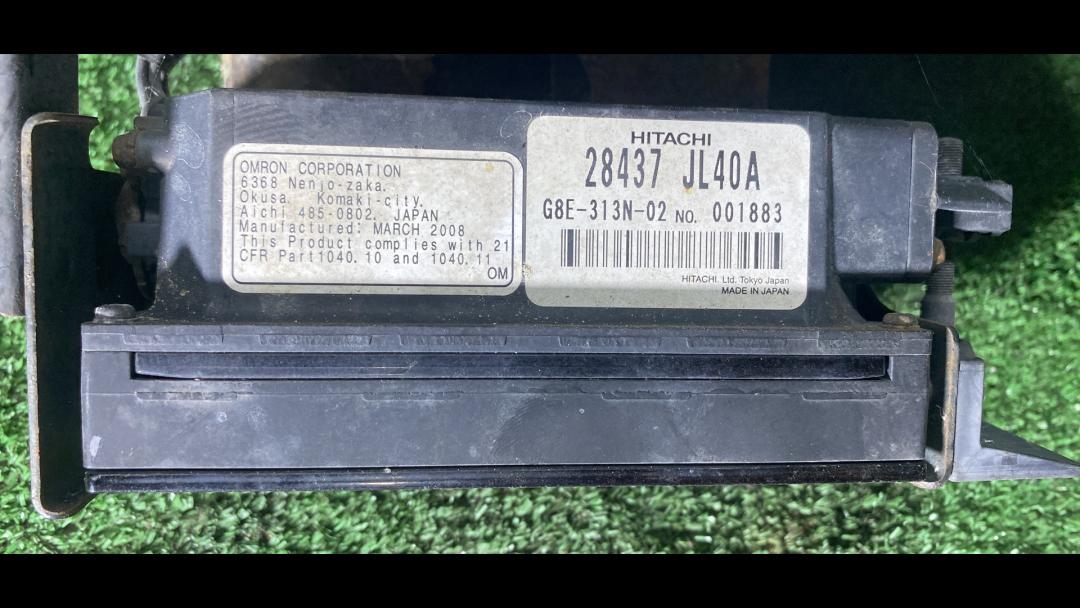 OMRON CORPORATION
6368 Nenjo-zaka.
Okusa. Komaki-city.
Aichi 485-0802. JAPAN
Manufactured: MARCH 2008
This Product complies with 21
CFR Part1040.10 and 1040.11
OM
HITACHI
28437 JL40A
G8E-313N-02 NO. 001883
HITACHI. Ltd. Tokyo Japan
MADE IN JAPAN